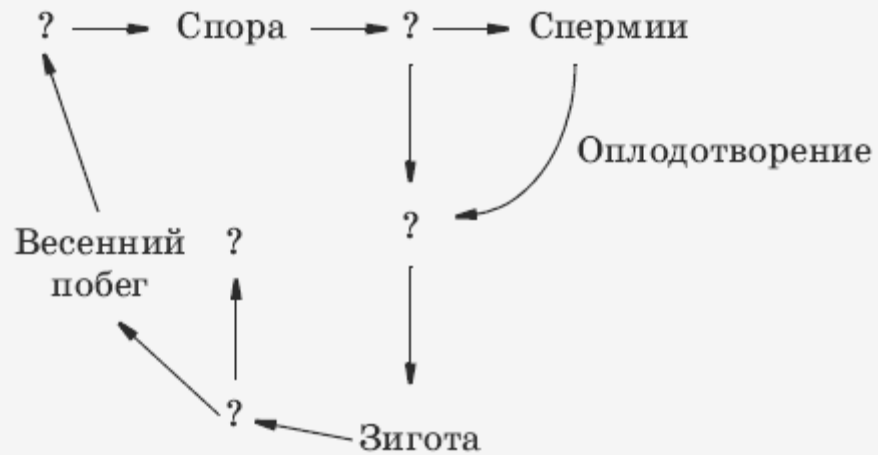 ? Спора ? Спермии
Оплодотворение
?
Весенний ?
побег
?
Зигота